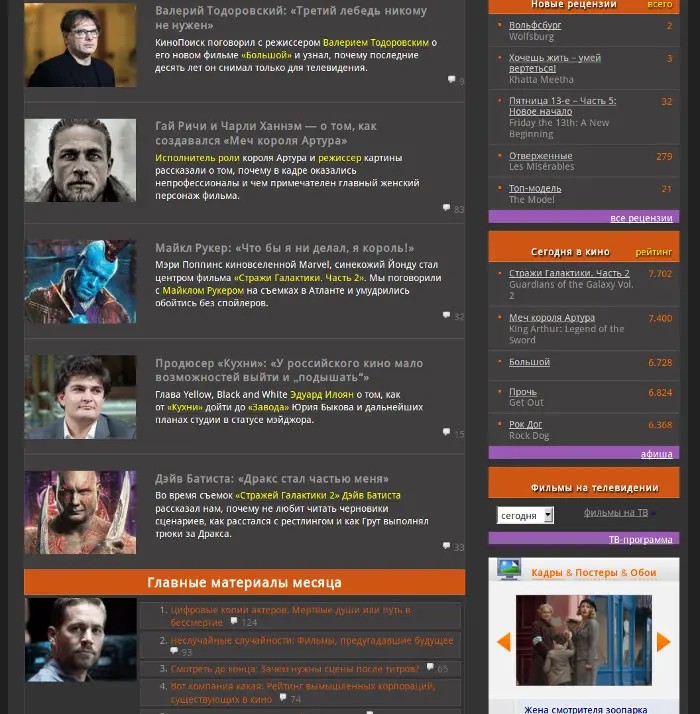 Валерий Тодоровский: «Третий лебедь никому
не нужен»
КиноПоиск поговорил с режиссером Валерием Тодоровским о
его новом фильме «Большой» и узнал, почему последние
десять лет он снимал только для телевидения.
9
Гай Ричи и Чарли Ханнэм — о том, как
создавался «Меч короля Артура»
Исполнитель роли короля Артура и режиссер картины
рассказали о том, почему в кадре оказались
непрофессионалы и чем примечателен главный женский
персонаж фильма.
83
Майкл Рукер: «Что бы я ни делал, я король!»
Мэри Поппинс киновселенной Marvel, синекожий Йонду стал
центром фильма «Стражи Галактики. Часть 2». Мы поговорили
с Майклом Рукером на съемках в Атланте и умудрились
обойтись без спойлеров.
32
Продюсер «Кухни»: «У российского кино мало
возможностей выйти и „подышать“»
Глава Yellow, Black and White Эдуард Илоян о том, как
от «Кухни» дойти до «Завода» Юрия Быкова и дальнейших
планах студии в статусе мэйджора.
15
Дэйв Батиста: «Дракс стал частью меня»
Во время съемок «Стражей Галактики 2» Дэйв Батиста
рассказал нам, почему не любит читать черновики
сценариев, как расстался с рестлингом и как Грут выполнял
трюки за Дракса.
33
Главные материалы месяца
1. Цифровые копии актеров: Мертвые души или путь в
бессмертие 124
2. Неслучайные случайности: Фильмы, предугадавшие будущее
93
3. Смотреть до конца: Зачем нужны сцены после титров? 65
4. Вот компания какая: Рейтинг вымышленных корпораций,
существующих в кино 74
Новые рецензии всего
Вольфсбург 2
Wolfsburg
Хочешь жить – умей 3
вертеться!
Khatta Meetha
Пятница 13-е – Часть 5: 32
Новое начало
Friday the 13th: A New
Beginning
Отверженные 279
Les Misérables
Топ-модель 21
The Model
все рецензии
Сегодня в кино рейтинг
Стражи Галактики. Часть 2 7.702
Guardians of the Galaxy Vol.
2
Меч короля Артура 7.400
King Arthur: Legend of the
Sword
Большой 6.728
Прочь 6.824
Get Out
Рок Дог 6.368
Rock Dog
афиша
Фильмы на телевидении
сегодня фильмы на ТВ »
ТВ-программа
Кадры & Постеры & Обои
Жена смотрителя зоопарка